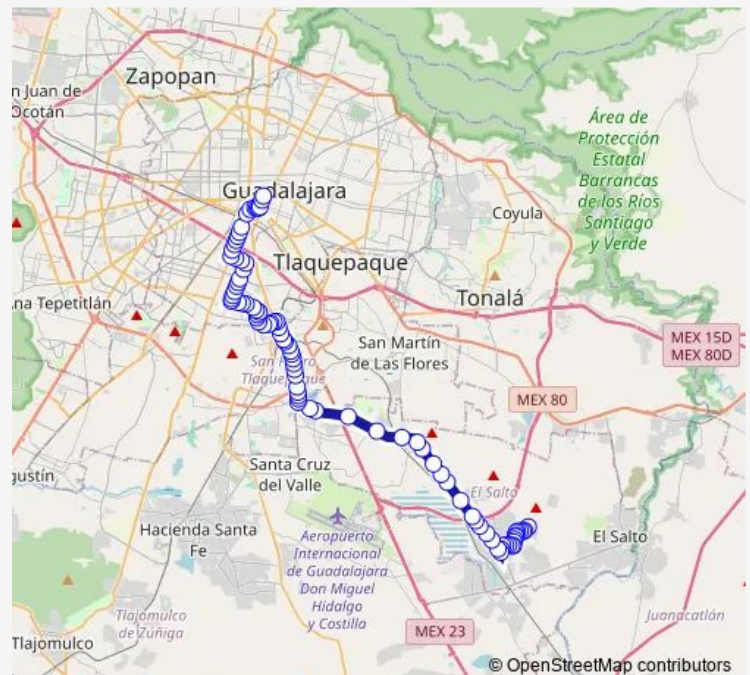 Zapopan
n Juan de
Ocotán
Área de
Protección
Estatal
Barrancas
de los Ríos
Santiago
y Verde
Guadalajara
Coyula
Tlaquepaque
na Tepetitlán
Tonalá
MEX 15D
MEX 80D
San Martín
de Las Flores
San Pedro
Tlaquepaque
MEX 80
Santa Cruz
del Valle
gustín
El Salto
Hacienda Santa
Fe
Aeropuerto
Internacional
de Guadalajara
Don Miguel
Hidalgo
y Costilla
El Salto
Tlajomulco
de Zúñiga
Juanacatlán
MEX 23
Tlajomulco
© OpenStreetMap contributors